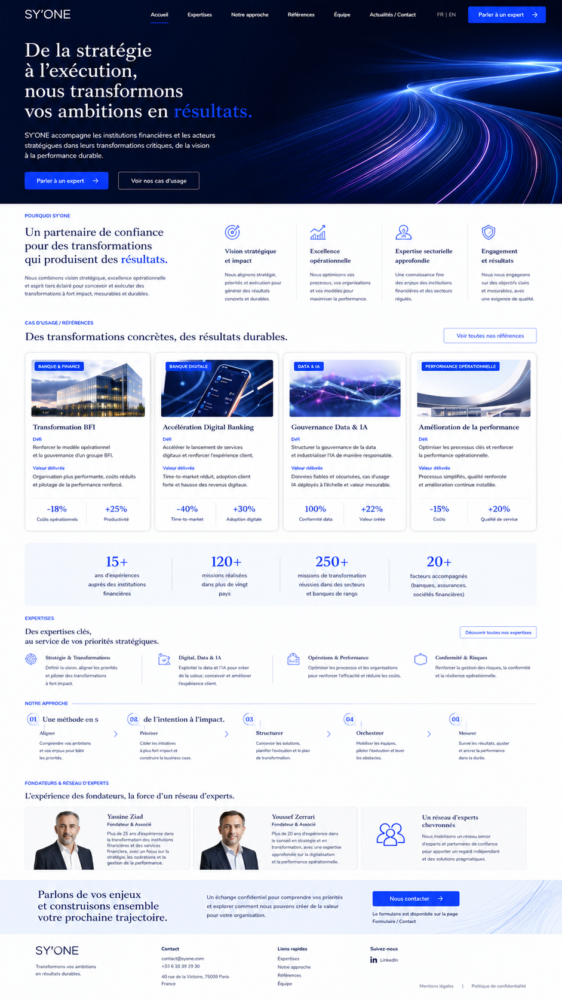 SY'ONE
Accueil
Expertises
Notre approche
Références
Équipe
Actualités / Contact
FR | EN
Parler à un expert
De la stratégie
à l'exécution,
nous transformons
vos ambitions en résultats.
SY'ONE accompagne les institutions financières et les acteurs
stratégiques dans leurs transformations critiques, de la vision
à la performance durable.
Parler à un expert
Voir nos cas d'usage
POURQUOI SY'ONE
Un partenaire de confiance
pour des transformations
qui produisent des résultats.
Nous combinons vision stratégique, excellence opérationnelle
et esprit tiers éclairé pour concevoir et exécuter des
transformations à fort impact, mesurables et durables.
Vision stratégique
et impact
Nous alignons stratégie,
priorités et exécution pour
générer des résultats
concrets et durables.
Excellence
opérationnelle
Nous optimisons vos
processus, vos organisations
et vos modèles pour
maximiser la performance.
Expertise sectorielle
approfondie
Une connaissance fine
des enjeux des institutions
financières et des secteurs
régulés.
Engagement
et résultats
Nous nous engageons
sur des objectifs clairs
et mesurables, avec
une exigence de qualité.
CAS D'USAGE / RÉFÉRENCES
Des transformations concrètes, des résultats durables.
Voir toutes nos références
BANQUE & FINANCE
Transformation BFI
Défi
Renforcer le modèle opérationnel
et la gouvernance d'un groupe BFI.
Valeur délivrée
Organisation plus performante, coûts réduits
et pilotage de la performance renforcé.
-18%
Coûts opérationnels
+25%
Productivité
BANQUE DIGITALE
Accélération Digital Banking
Défi
Accélérer le lancement de services
digitaux et renforcer l'expérience client.
Valeur délivrée
Time-to-market réduit, adoption client
forte et hausse des revenus digitaux.
-40%
Time-to-market
+30%
Adoption digitale
DATA & IA
Gouvernance Data & IA
Défi
Structurer la gouvernance de la data
et industrialiser l'IA de manière responsable.
Valeur délivrée
Données fiables et sécurisées, cas d'usage
IA déployés à l'échelle et valeur mesurable.
100%
Conformité data
+22%
Valeur créée
PERFORMANCE OPÉRATIONNELLE
Amélioration de la performance
Défi
Optimiser les processus clés et renforcer
la performance opérationnelle.
Valeur délivrée
Processus simplifiés, qualité renforcée
et amélioration continue installée.
-15%
Coûts
+20%
Qualité de service
15+
ans d'expériences
auprès des institutions
financières
120+
missions réalisées
dans plus de vingt
pays
250+
missions de transformation
réussies dans des secteurs
et banques de rangs
20+
facteurs accompagnés
(banques, assurances,
sociétés financières)
EXPERTISES
Des expertises clés,
au service de vos priorités stratégiques.
Découvrir toutes nos expertises
Stratégie & Transformations
Définir la vision, aligner les priorités
et piloter des transformations
à fort impact.
Digital, Data & IA
Exploiter la data et l'IA pour créer
de la valeur, concevoir et améliorer
l'expérience client.
Opérations & Performance
Optimiser les processus et les organisations
pour renforcer l'efficacité et réduire les coûts.
Conformité & Risques
Renforcer la gestion des risques, la conformité
et la résilience opérationnelle.
NOTRE APPROCHE
01 Une méthode en s
de l'intention à l'impact.
03
04
Aligner
Comprendre vos ambitions
et vos enjeux pour bâtir
les priorités.
Prioriser
Cibler les initiatives
à plus fort impact et
construire la business case.
Structurer
Concevoir les solutions,
planifier l'exécution et le plan
de transformation.
Orchestrer
Mobiliser les équipes,
piloter l'exécution et lever
les obstacles.
Mesurer
Suivre les résultats, ajuster
et ancrer la performance
dans la durée.
FONDATEURS & RÉSEAU D'EXPERTS
L'expérience des fondateurs, la force d'un réseau d'experts.
Yassine Ziad
Fondateur & Associé
Plus de 25 ans d'expérience dans
la transformation des institutions
financières et des services
financiers, avec un focus sur la
stratégie, les opérations et la
gestion de la performance.
Youssef Zerrari
Fondateur & Associé
Plus de 20 ans d'expérience dans
le conseil en stratégie et en
transformation, avec une expertise
approfondie sur la digitalisation
et la performance opérationnelle.
Un réseau d'experts
chevronnés
Nous mobilisons un réseau senior
d'experts et partenaires de confiance
pour apporter un regard indépendant
et des solutions pragmatiques.
Parlons de vos enjeux
et construisons ensemble
votre prochaine trajectoire.
Un échange confidentiel pour comprendre vos priorités
et explorer comment nous pouvons créer de la valeur
pour votre organisation.
Nous contacter
Le formulaire est disponbile sur la page
Formulaire / Contact
SY'ONE
Transformons vos ambitions
en résultats durables.
Contact
contact@syone.com
+33 6 10 39 29 30
40 rue de la Victoire, 75009 Paris
France
Liens rapides
Expertises
Notre approche
Références
Équipe
Suivez-nous
in LinkedIn
Mentions légales | Politique de confidentialité